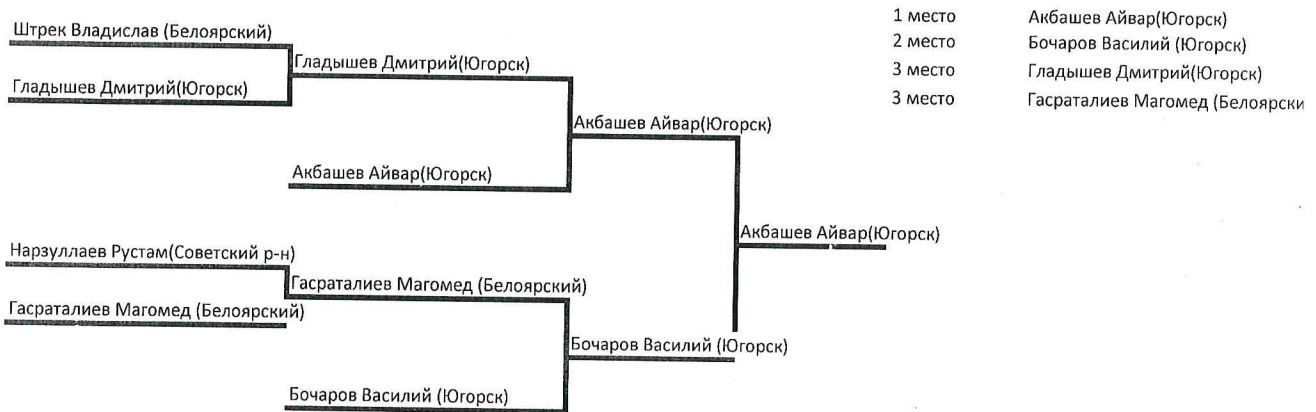 Штрек Владислав (Белоярский)
Гладышев Дмитрий(Югорск)
Гладышев Дмитрий(Югорск)
Акбашев Айвар(Югорск)
Акбашев Айвар(Югорск)
Акбашев Айвар(Югорск)
Нарзуллаев Рустам(Советский р-н)
Гасраталиев Магомед (Белоярский)
Гасраталиев Магомед (Белоярский)
Бочаров Василий (Югорск)
Бочаров Василий (Югорск)
1 место Акбашев Айвар(Югорск)
2 место Бочаров Василий (Югорск)
3 место Гладышев Дмитрий(Югорск)
3 место Гасраталиев Магомед (Белоярски